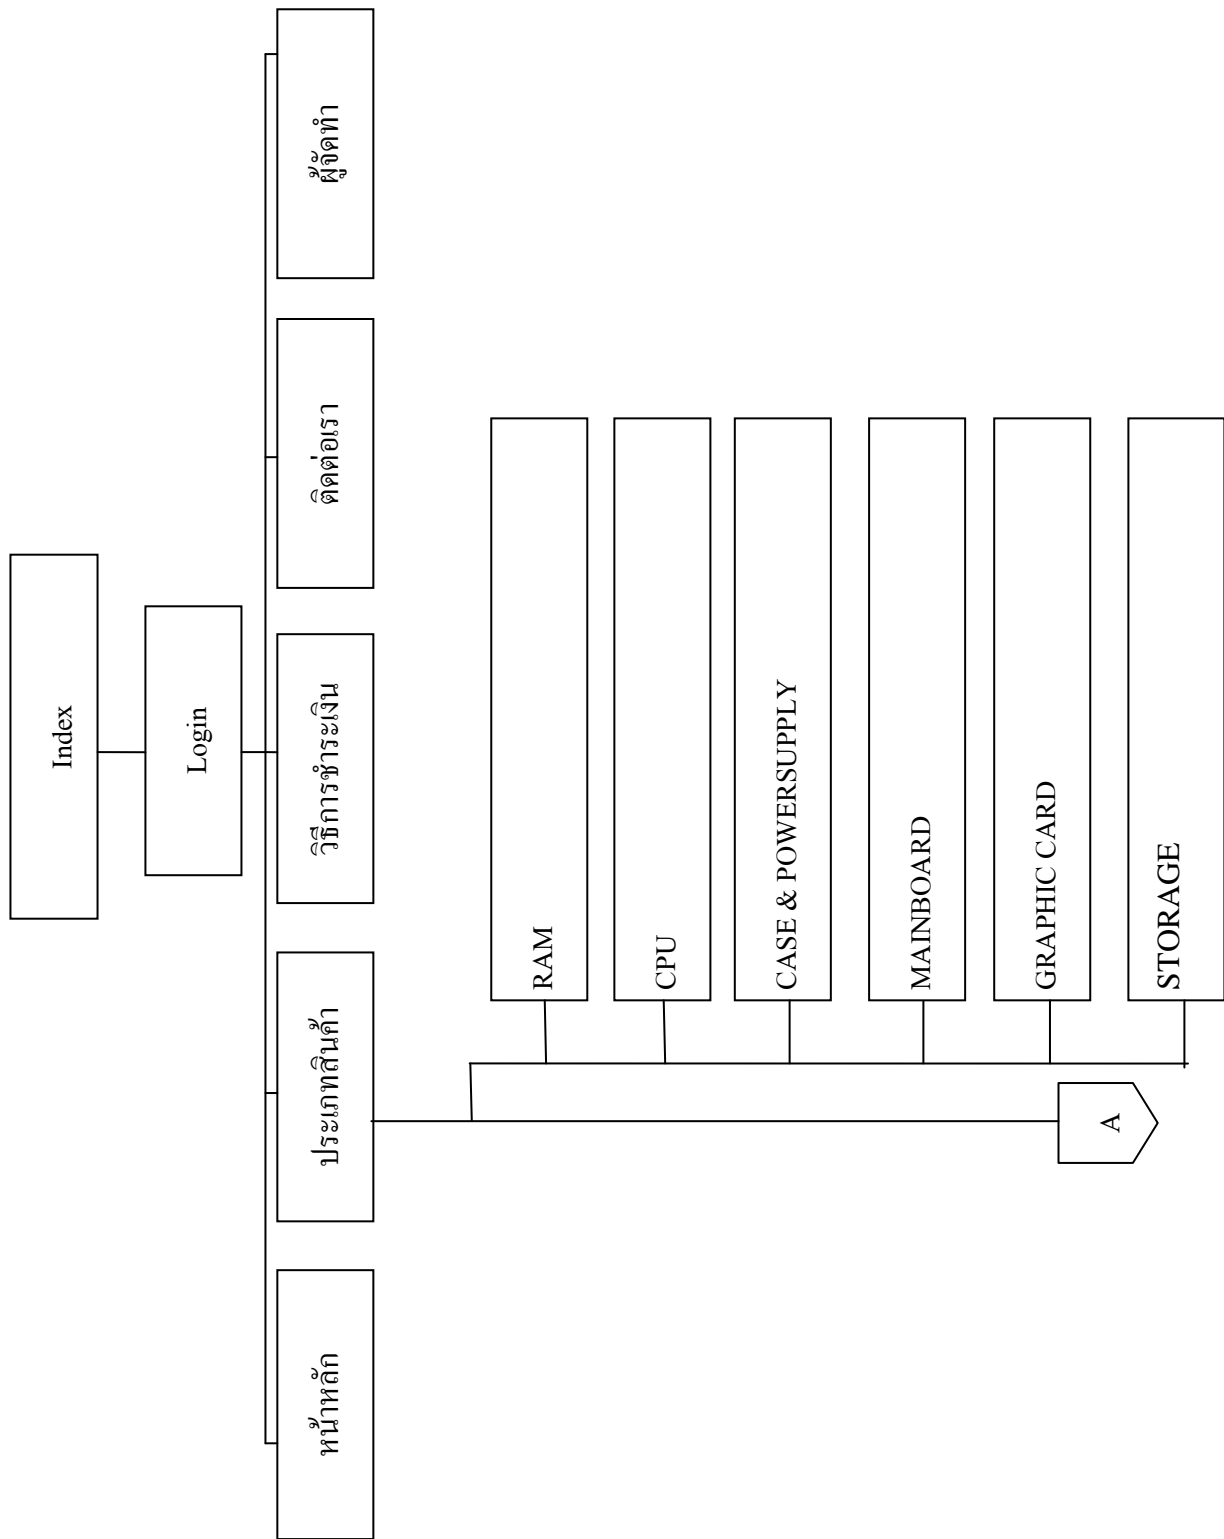 Index
Login
หน้าหลัก
ประเภทสินค้า
วิธีการชำระเงิน
ติดต่อเรา
ผู้จัดทำ
RAM
CPU
CASE & POWERSUPPLY
MAINBOARD
GRAPHIC CARD
STORAGE
A